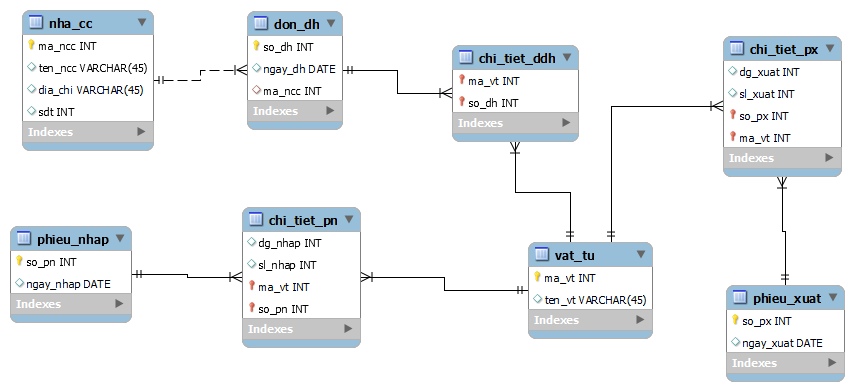 nha_cc
ma_ncc INT
ten_ncc VARCHAR(45)
dia_chi VARCHAR(45)
sdt INT
Indexes
don_dh
so_dh INT
ngay_dh DATE
ma_ncc INT
Indexes
chi_tiet_ddh
ma_vt INT
so_dh INT
Indexes
chi_tiet_px
dg_xuat INT
sl_xuat INT
so_px INT
ma_vt INT
Indexes
phieu_nhap
so_pn INT
ngay_nhap DATE
Indexes
chi_tiet_pn
dg_nhap INT
sl_nhap INT
ma_vt INT
so_pn INT
Indexes
vat_tu
ma_vt INT
ten_vt VARCHAR(45)
Indexes
phieu_xuat
so_px INT
ngay_xuat DATE
Indexes